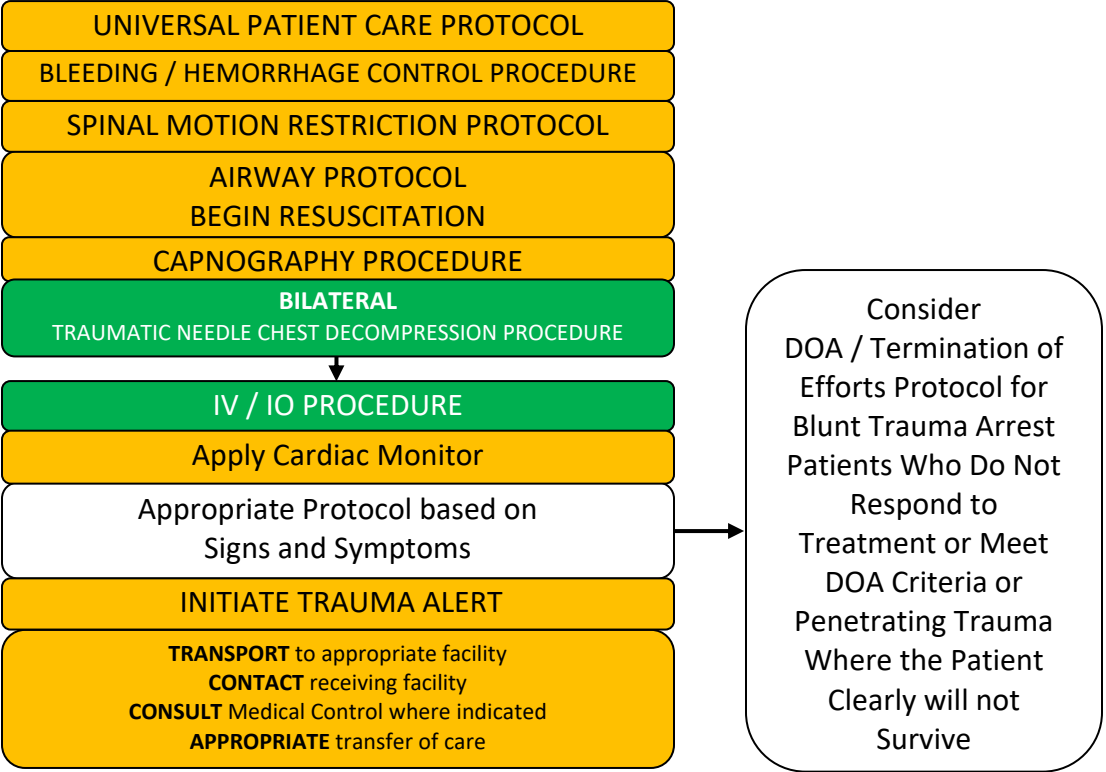 UNIVERSAL PATIENT CARE PROTOCOL
BLEEDING / HEMORRHAGE CONTROL PROCEDURE
SPINAL MOTION RESTRICTION PROTOCOL
AIRWAY PROTOCOL
BEGIN RESUSCITATION
CAPNOGRAPHY PROCEDURE
BILATERAL
TRAUMATIC NEEDLE CHEST DECOMPRESSION PROCEDURE
IV / IO PROCEDURE
Apply Cardiac Monitor
Appropriate Protocol based on
Signs and Symptoms
INITIATE TRAUMA ALERT
TRANSPORT to appropriate facility
CONTACT receiving facility
CONSULT Medical Control where indicated
APPROPRIATE transfer of care
Consider
DOA / Termination of
Efforts Protocol for
Blunt Trauma Arrest
Patients Who Do Not
Respond to
Treatment or Meet
DOA Criteria or
Penetrating Trauma
Where the Patient
Clearly will not
Survive